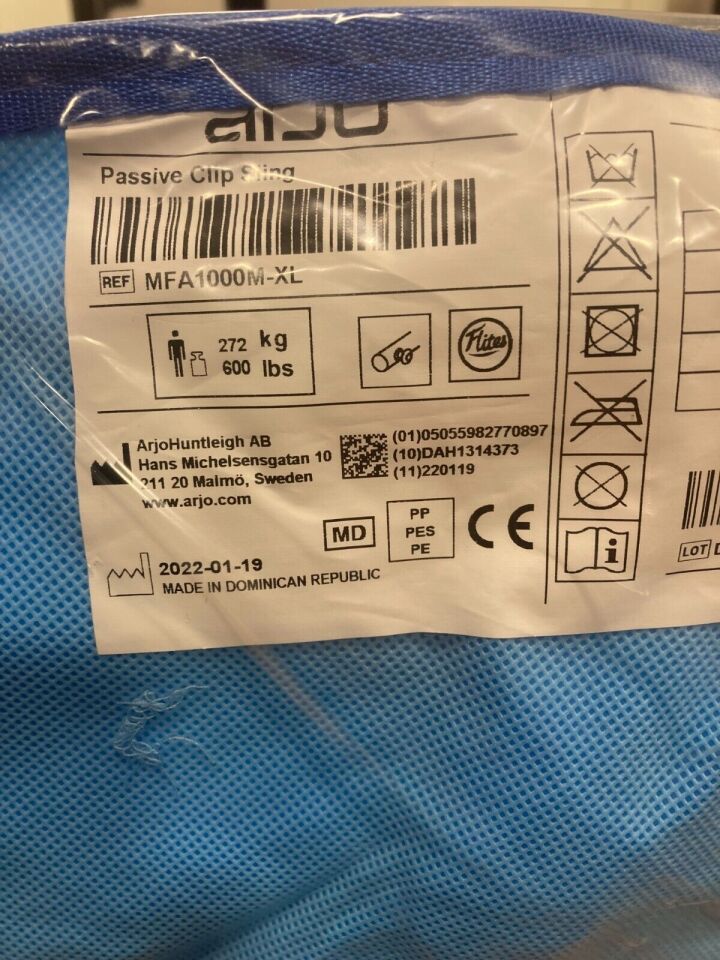 arjo
Passive Clip Sling
REF MFA1000M-XL
272 kg
600 lbs
Flites
ArjoHuntleigh AB
Hans Michelsensgatan 10
211 20 Malmö, Sweden
www.arjo.com
(01)05055982770897
(10)DAH1314373
(11)220119
MD
PP
PES
PE
CE
2022-01-19
MADE IN DOMINICAN REPUBLIC
i
LOT D